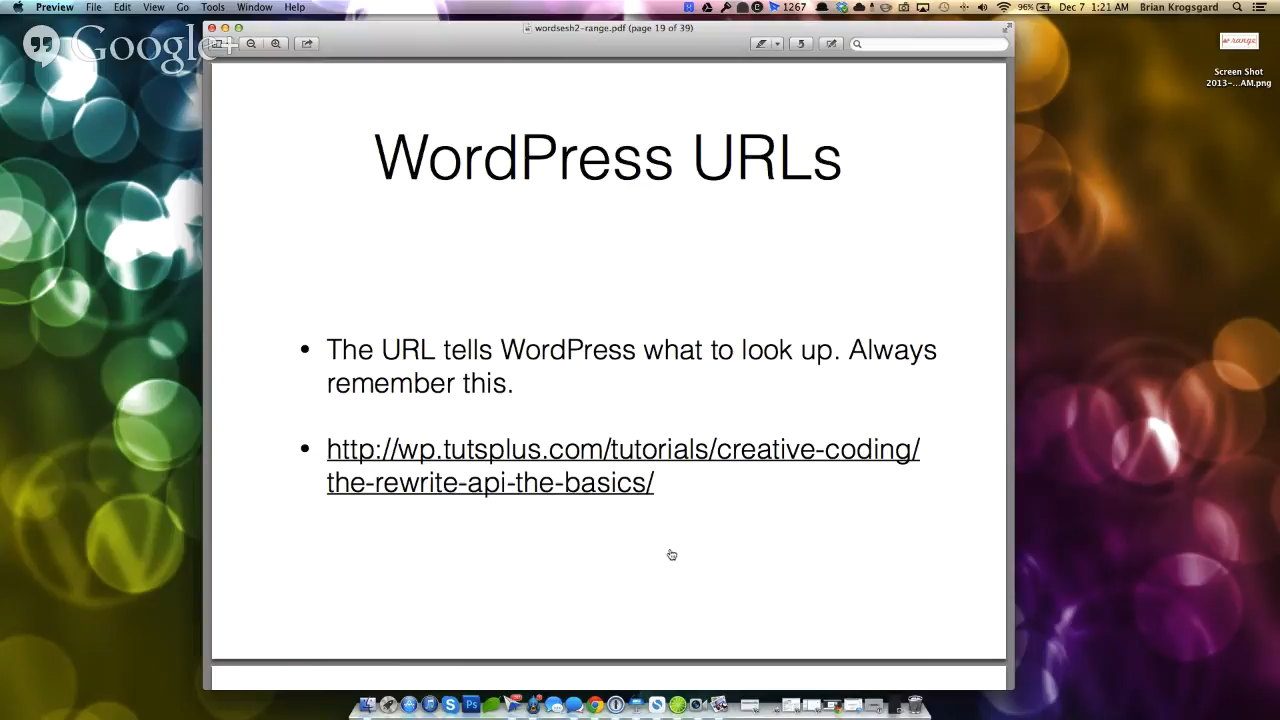 Preview File Edit View Go Tools Window Help 1267 96% Dec 7 1:21 AM Brian Krogsgard
Google+
wordsesh2-range.pdf (page 19 of 39)
range
Screen Shot
2013-...AM.png
WordPress URLs
• The URL tells WordPress what to look up. Always
remember this.
• http://wp.tutsplus.com/tutorials/creative-coding/
the-rewrite-api-the-basics/